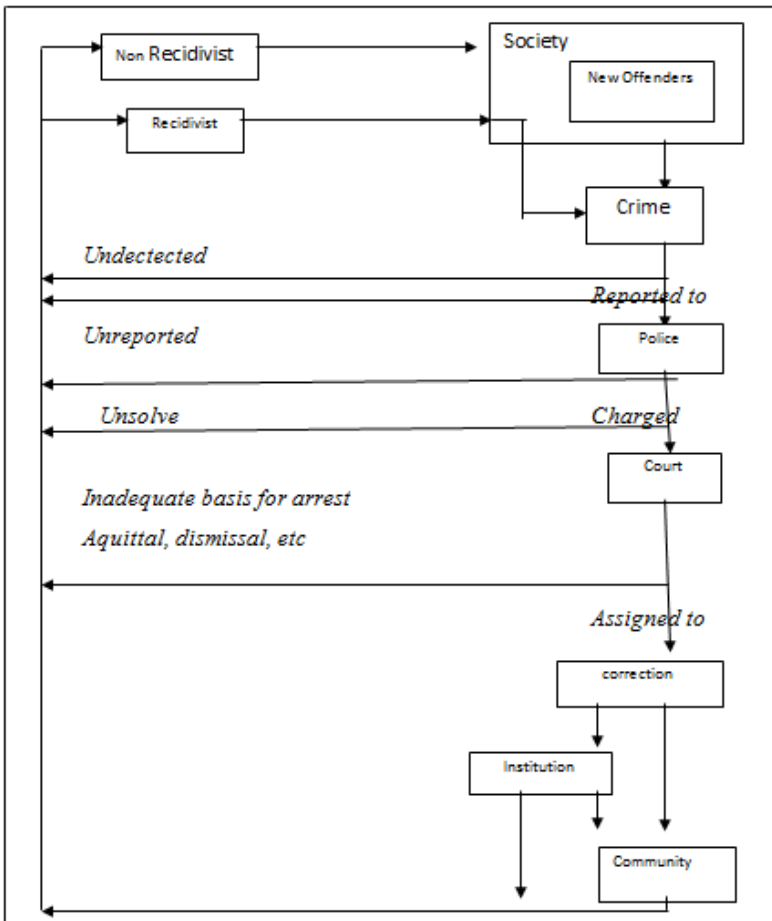 Society
Non Recidivist
New Offenders
Recidivist
Crime
Undectected
Reported to
Unreported
Police
Unsolve
Charged
Court
Inadequate basis for arrest
Aquittal, dismissal, etc
Assigned to
correction
Institution
Community